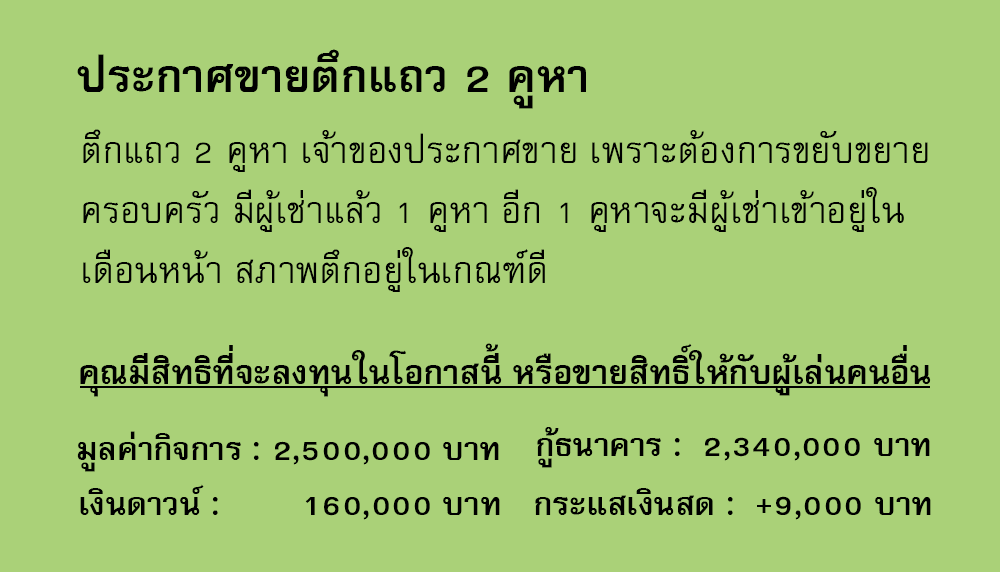 ประกาศขายตึกแถว 2 คูหา
ตึกแถว 2 คูหา เจ้าของประกาศขาย เพราะต้องการขยับขยาย
ครอบครัว มีผู้เช่าแล้ว 1 คูหา อีก 1 คูหาจะมีผู้เช่าเข้าอยู่ใน
เดือนหน้า สภาพตึกอยู่ในเกณฑ์ดี
คุณมีสิทธิที่จะลงทุนในโอกาสนี้ หรือขายสิทธิ์ให้กับผู้เล่นคนอื่น
มูลค่ากิจการ : 2,500,000 บาท กู้ธนาคาร : 2,340,000 บาท
เงินดาวน์ : 160,000 บาท กระแสเงินสด : +9,000 บาท